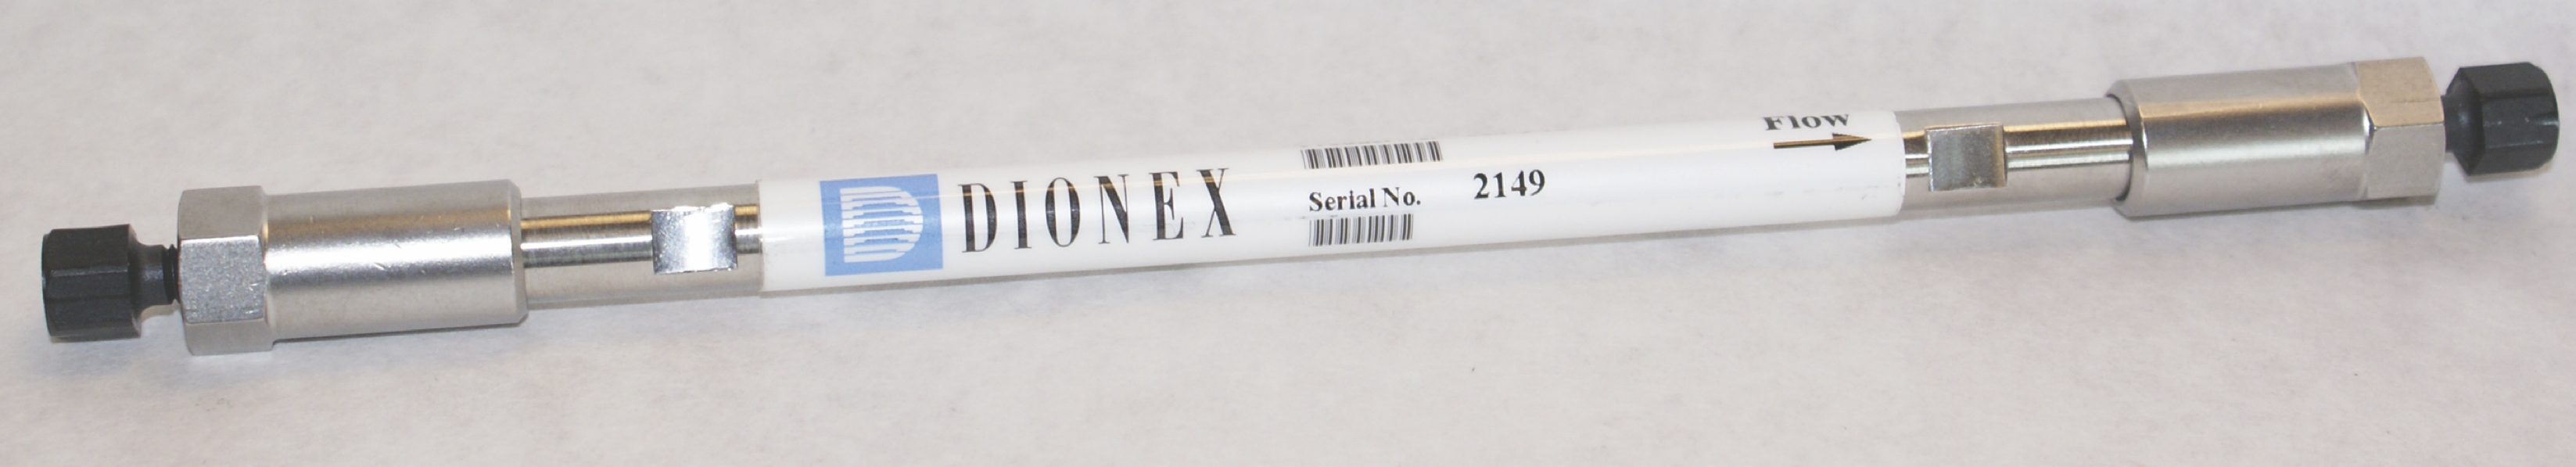 DIONEX
Serial No. 2149
Flow